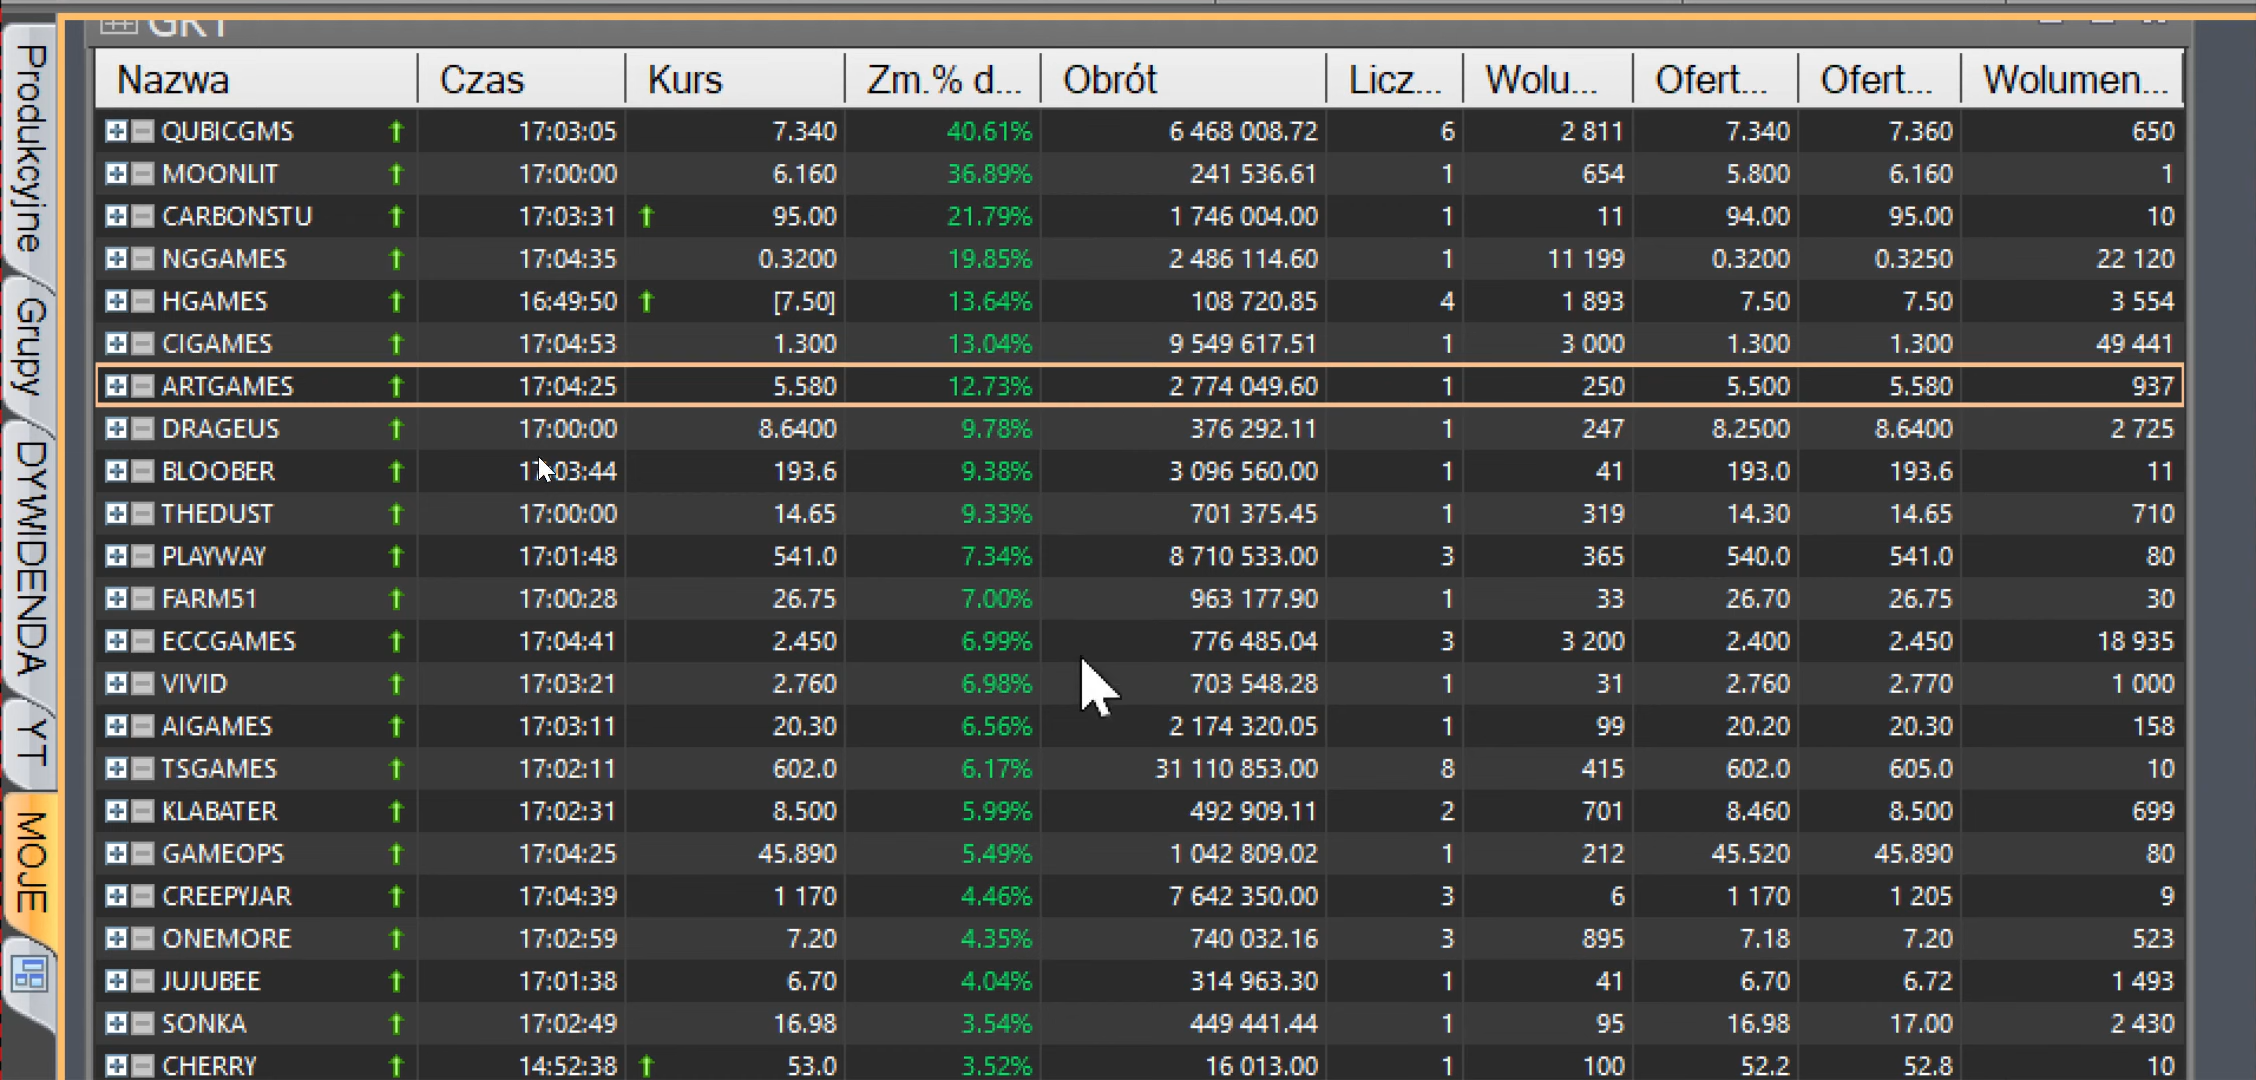 GRY
Nazwa Czas Kurs Zm.% d... Obrót Licz... Wolu... Ofert... Ofert... Wolumen...
QUBICGMS 17:03:05 7.340 40.61% 6 468 008.72 6 2 811 7.340 7.360 650
MOONLIT 17:00:00 6.160 36.89% 241 536.61 1 654 5.800 6.160 1
CARBONSTU 17:03:31 95.00 21.79% 1 746 004.00 1 11 94.00 95.00 10
NGGAMES 17:04:35 0.3200 19.85% 2 486 114.60 1 11 199 0.3200 0.3250 22 120
HGAMES 16:49:50 [7.50] 13.64% 108 720.85 4 1 893 7.50 7.50 3 554
CIGAMES 17:04:53 1.300 13.04% 9 549 617.51 1 3 000 1.300 1.300 49 441
ARTGAMES 17:04:25 5.580 12.73% 2 774 049.60 1 250 5.500 5.580 937
DRAGEUS 17:00:00 8.6400 9.78% 376 292.11 1 247 8.2500 8.6400 2 725
BLOOBER 17:03:44 193.6 9.38% 3 096 560.00 1 41 193.0 193.6 11
THEDUST 17:00:00 14.65 9.33% 701 375.45 1 319 14.30 14.65 710
PLAYWAY 17:01:48 541.0 7.34% 8 710 533.00 3 365 540.0 541.0 80
FARM51 17:00:28 26.75 7.00% 963 177.90 1 33 26.70 26.75 30
ECCGAMES 17:04:41 2.450 6.99% 776 485.04 3 3 200 2.400 2.450 18 935
VIVID 17:03:21 2.760 6.98% 703 548.28 1 31 2.760 2.770 1 000
AIGAMES 17:03:11 20.30 6.56% 2 174 320.05 1 99 20.20 20.30 158
TSGAMES 17:02:11 602.0 6.17% 31 110 853.00 8 415 602.0 605.0 10
KLABATER 17:02:31 8.500 5.99% 492 909.11 2 701 8.460 8.500 699
GAMEOPS 17:04:25 45.890 5.49% 1 042 809.02 1 212 45.520 45.890 80
CREEPYJAR 17:04:39 1 170 4.46% 7 642 350.00 3 6 1 170 1 205 9
ONEMORE 17:02:59 7.20 4.35% 740 032.16 3 895 7.18 7.20 523
JUJUBEE 17:01:38 6.70 4.04% 314 963.30 1 41 6.70 6.72 1 493
SONKA 17:02:49 16.98 3.54% 449 441.44 1 95 16.98 17.00 2 430
CHERRY 14:52:38 53.0 3.52% 16 013.00 1 100 52.2 52.8 10
Produkcyjne
Grupy
DYWIDENDA
YT
MOJE